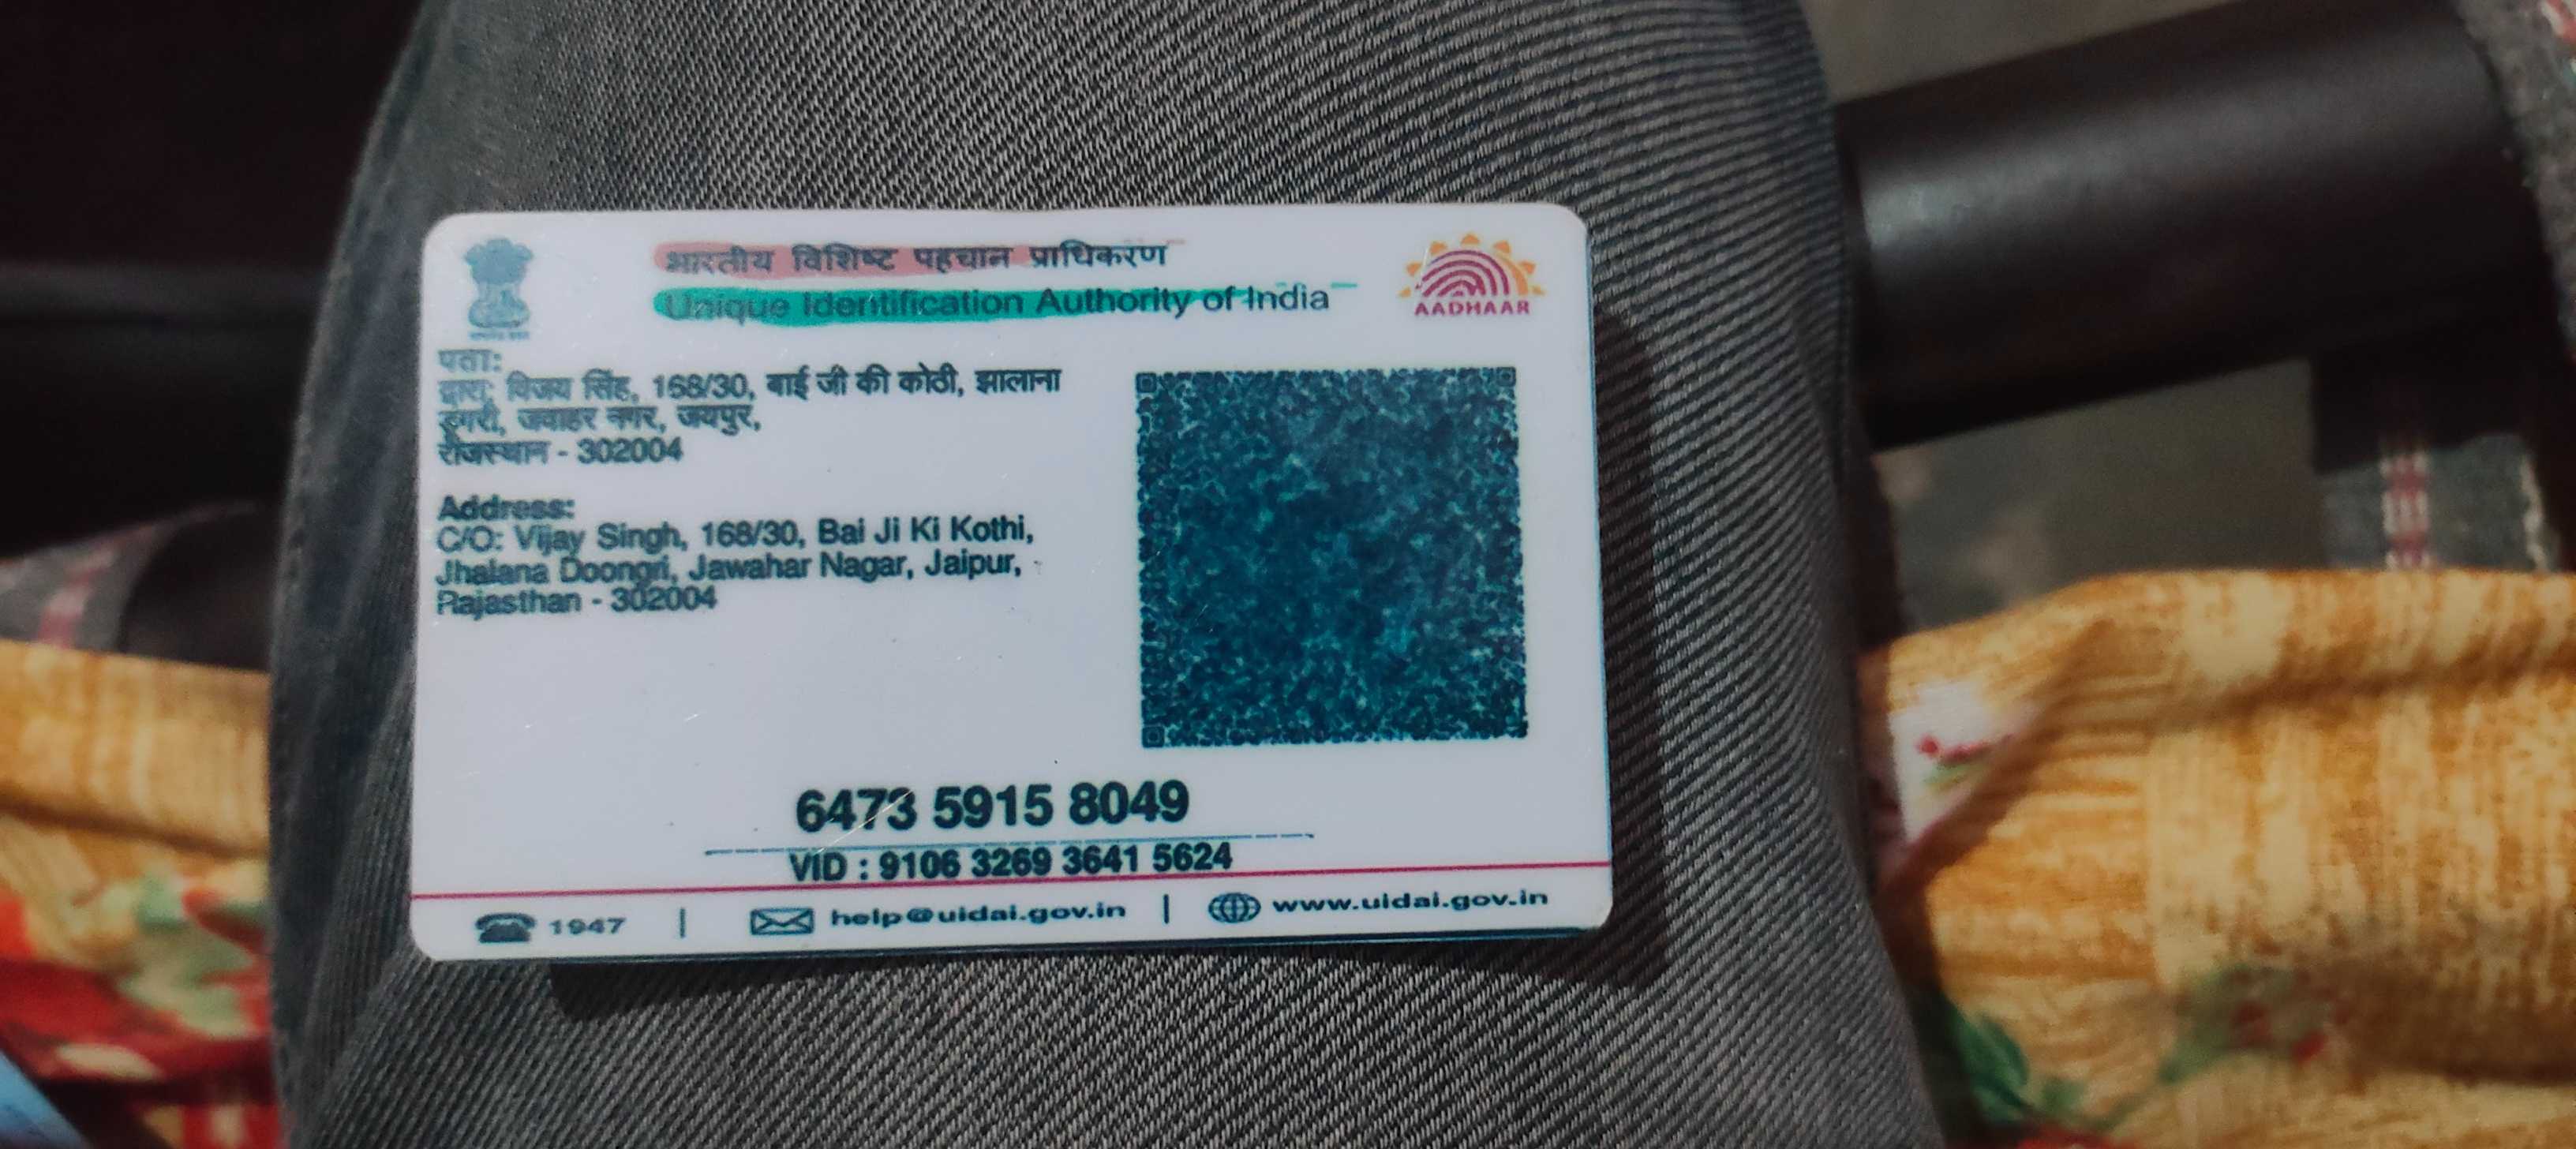 भारतीय विशिष्ट पहचान प्राधिकरण
Unique Identification Authority of India
AADHAAR
पता:
द्वारा: विजय सिंह, 168/30, बाई जी की कोठी, झालाना
डूंगरी, जवाहर नगर, जयपुर,
राजस्थान - 302004
Address:
C/O: Vijay Singh, 168/30, Bai Ji Ki Kothi,
Jhalana Doongri, Jawahar Nagar, Jaipur,
Rajasthan - 302004
6473 5915 8049
VID : 9106 3269 3641 5624
1947 | help@uidai.gov.in | www.uidai.gov.in